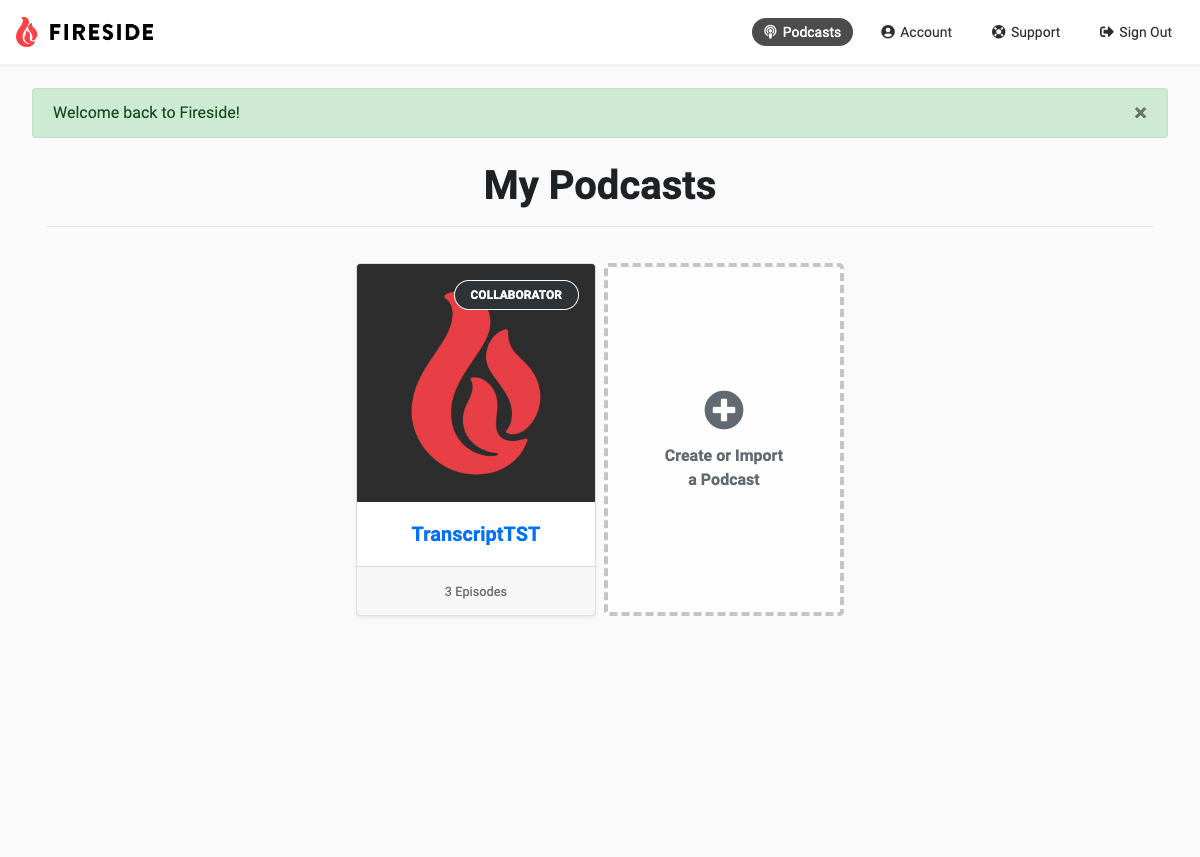 FIRESIDE
Podcasts
Account
Support
Sign Out
Welcome back to Fireside!
×
My Podcasts
COLLABORATOR
TranscriptTST
3 Episodes
Create or Import
a Podcast